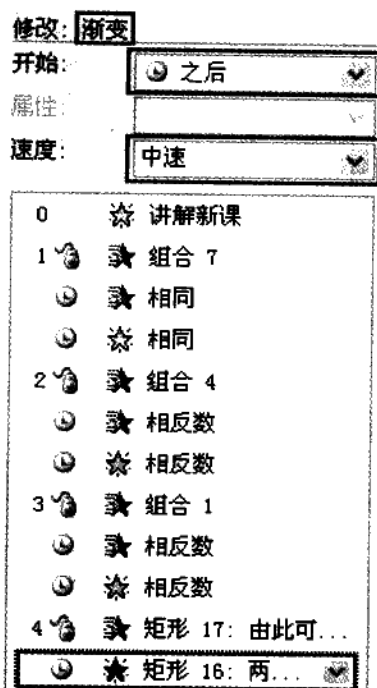 修改: 渐变
开始: 之后
属性:
速度: 中速
0 讲解新课
1 组合 7
相同
相同
2 组合 4
相反数
相反数
3 组合 1
相反数
相反数
4 矩形 17: 由此可...
矩形 16: 两...